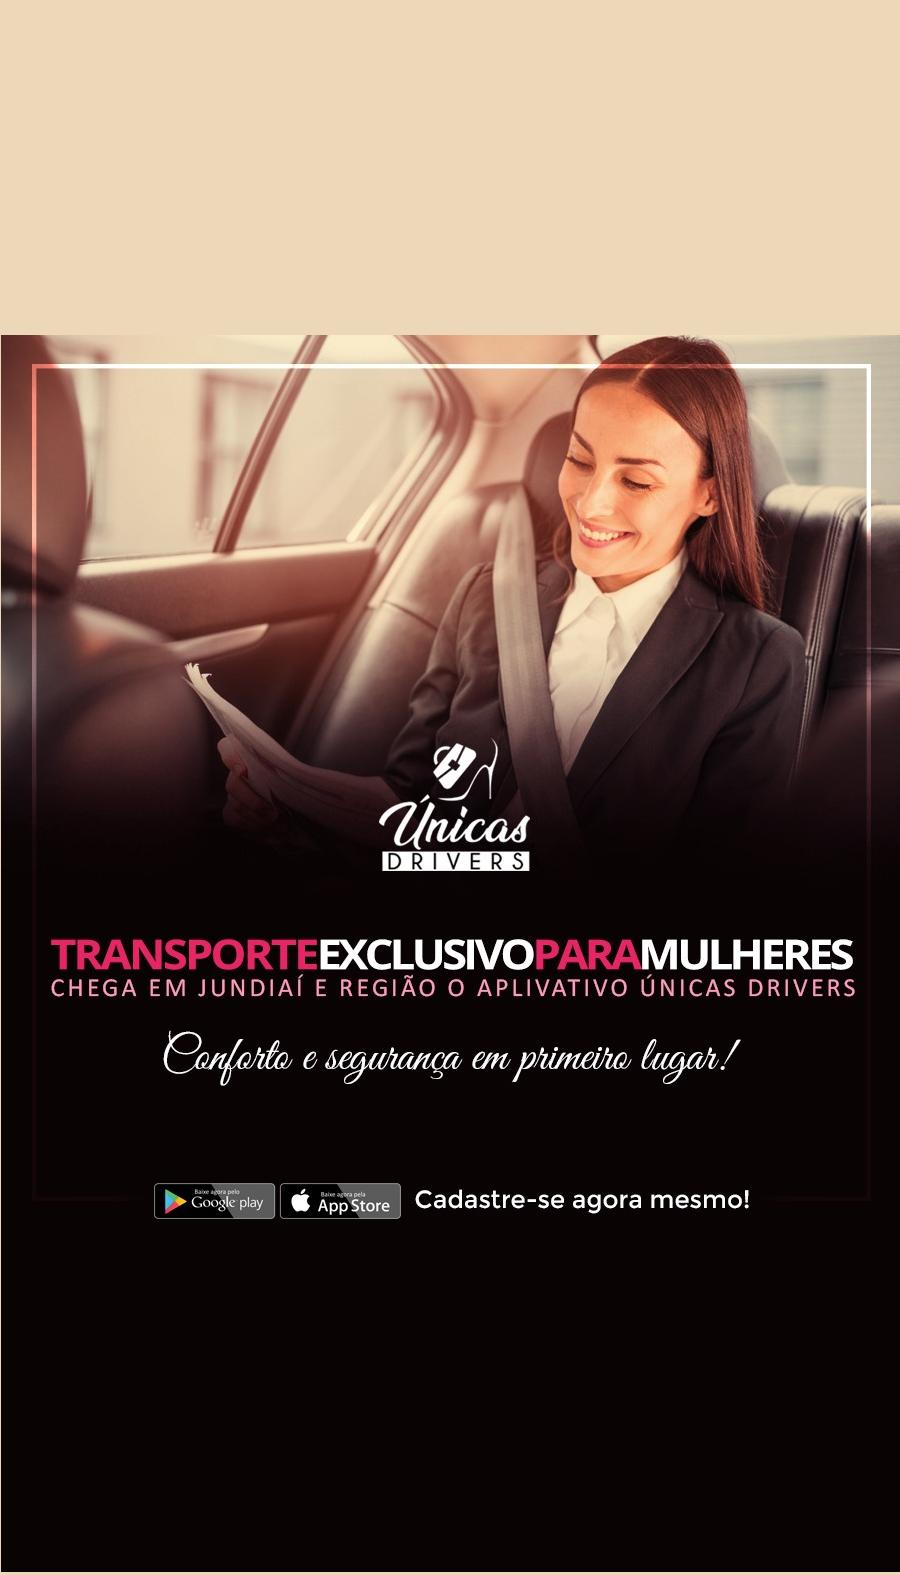 Únicas
DRIVERS
TRANSPORTEEXCLUSIVOPARAMULHERES
CHEGA EM JUNDIAÍ E REGIÃO O APLIVATIVO ÚNICAS DRIVERS
Conforto e segurança em primeiro lugar!
Baixe agora pelo
Google play
Baixe agora pela
App Store
Cadastre-se agora mesmo!